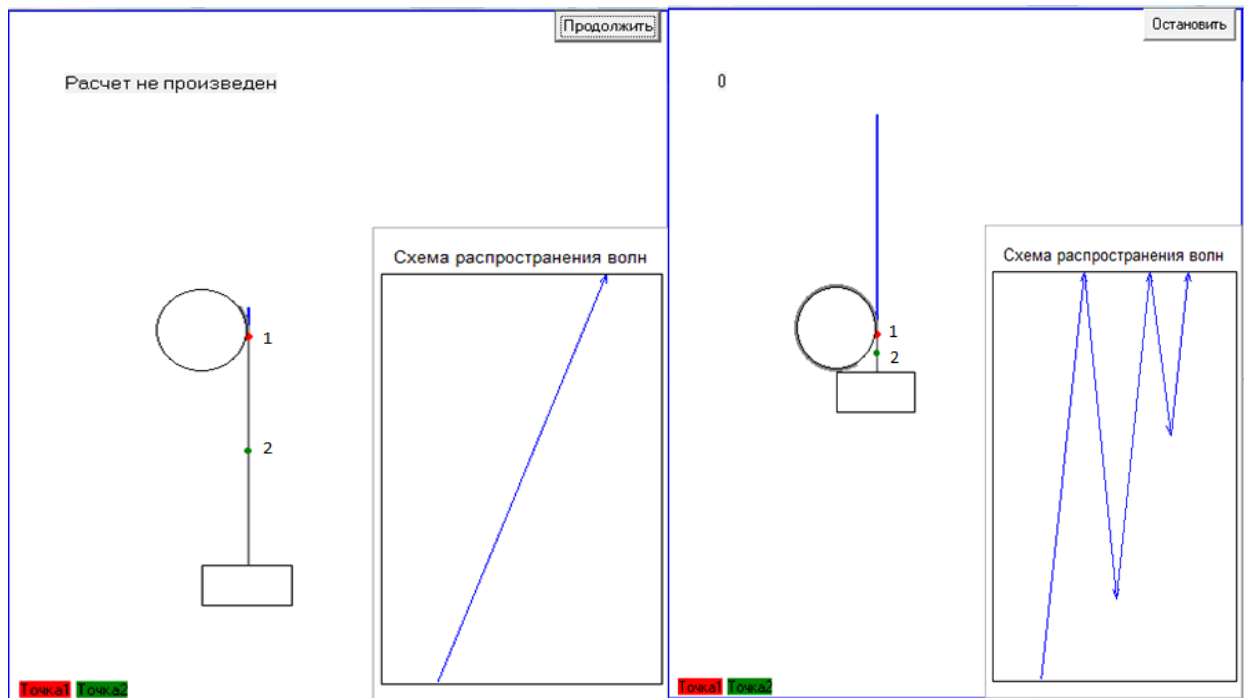 Продолжить
Расчет не произведен
1
2
Схема распространения волн
Точка1 Точка2
Остановить
0
1
2
Схема распространения волн
Точка1 Точка2